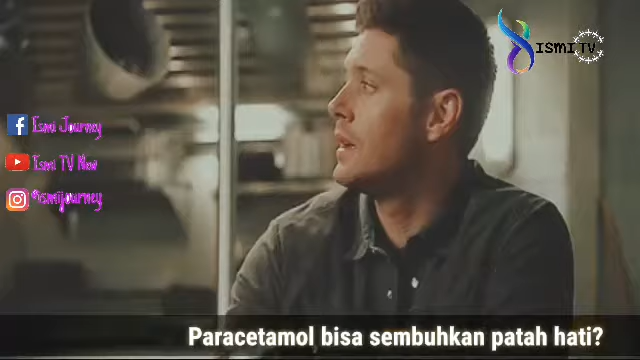 ISMI TV
Ismi Journey
Ismi TV New
@ismijourney
Paracetamol bisa sembuhkan patah hati?